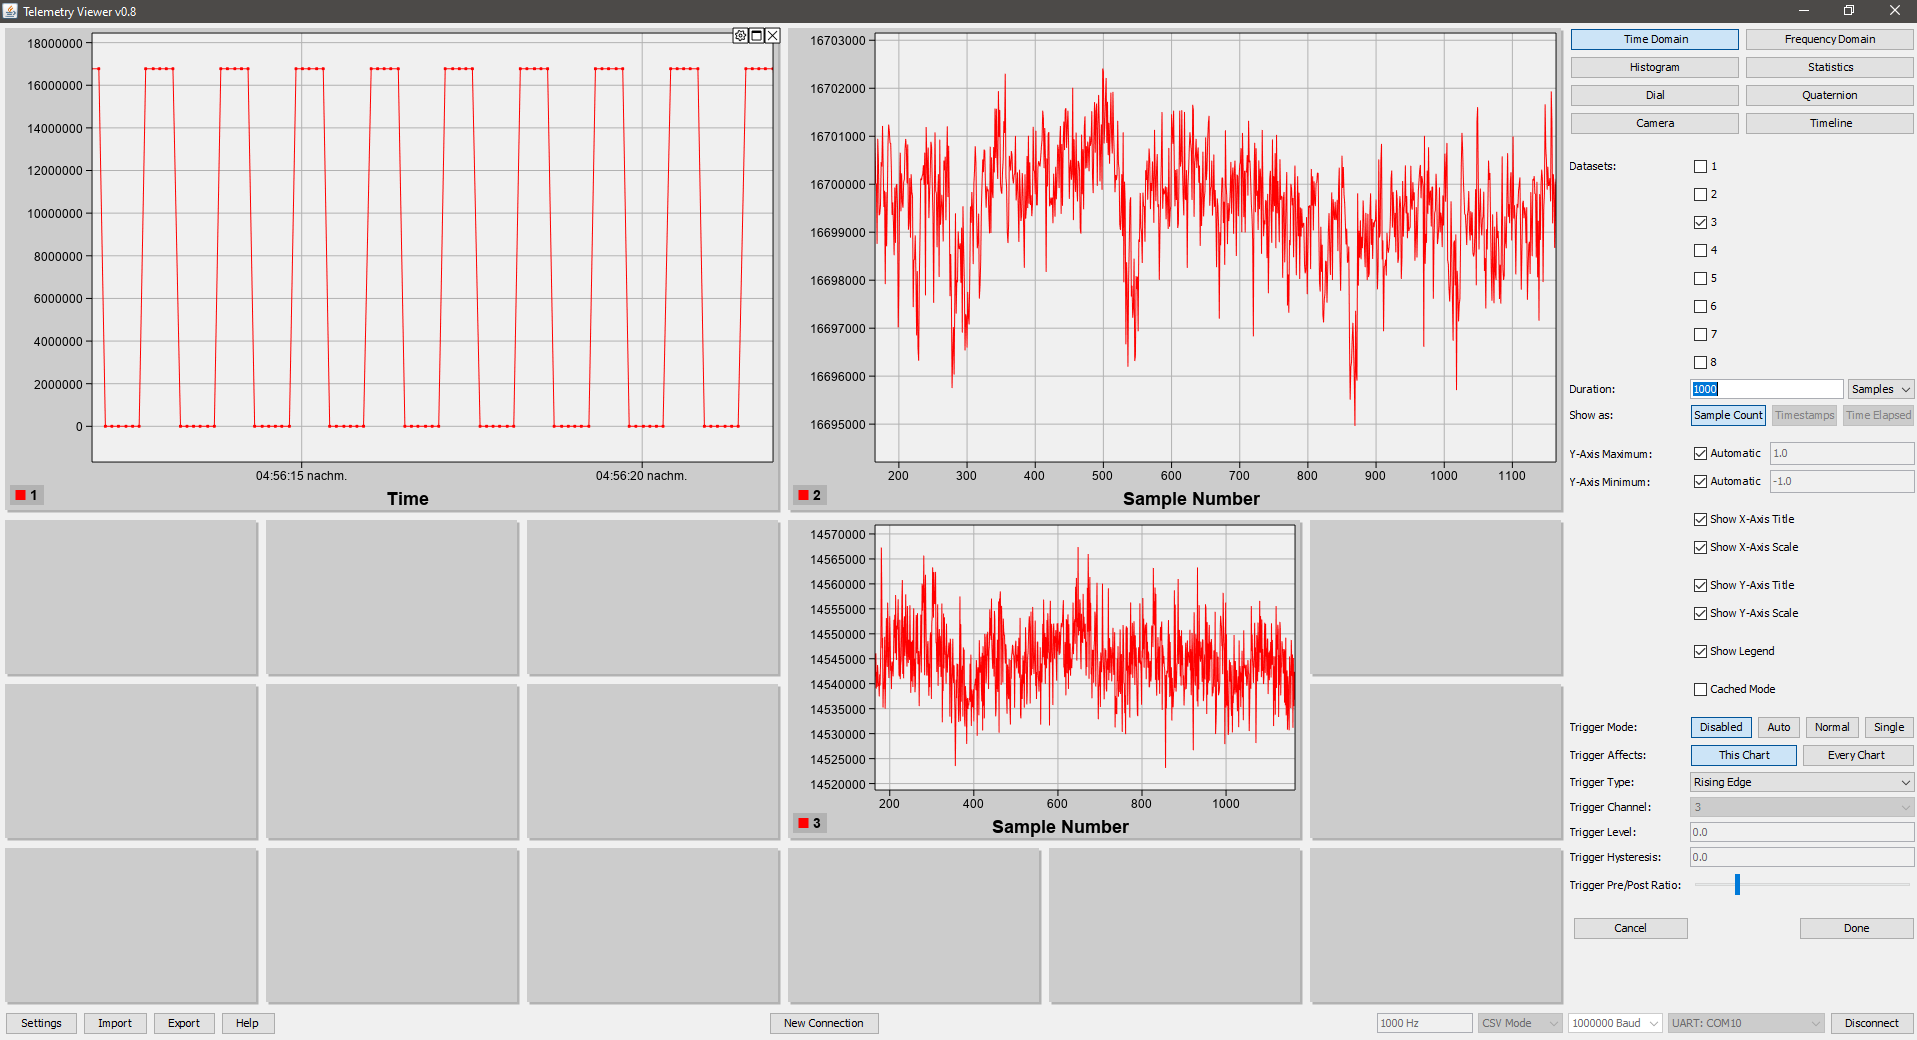 Telemetry Viewer v0.8
18000000
16000000
14000000
12000000
10000000
8000000
6000000
4000000
2000000
0
04:56:15 nachm.
04:56:20 nachm.
1
Time
16703000
16702000
16701000
16700000
16699000
16698000
16697000
16696000
16695000
200 300 400 500 600 700 800 900 1000 1100
2
Sample Number
14570000
14565000
14560000
14555000
14550000
14545000
14540000
14535000
14530000
14525000
14520000
200 400 600 800 1000
3
Sample Number
Time Domain Frequency Domain
Histogram Statistics
Dial Quaternion
Camera Timeline
Datasets: 1
2
3
4
5
6
7
8
Duration: 1000 Samples
Show as: Sample Count Timestamps Time Elapsed
Y-Axis Maximum: Automatic 1.0
Y-Axis Minimum: Automatic -1.0
Show X-Axis Title
Show X-Axis Scale
Show Y-Axis Title
Show Y-Axis Scale
Show Legend
Cached Mode
Trigger Mode: Disabled Auto Normal Single
Trigger Affects: This Chart Every Chart
Trigger Type: Rising Edge
Trigger Channel: 3
Trigger Level: 0.0
Trigger Hysteresis: 0.0
Trigger Pre/Post Ratio:
Cancel Done
Settings Import Export Help New Connection 1000 Hz CSV Mode 1000000 Baud UART: COM10 Disconnect